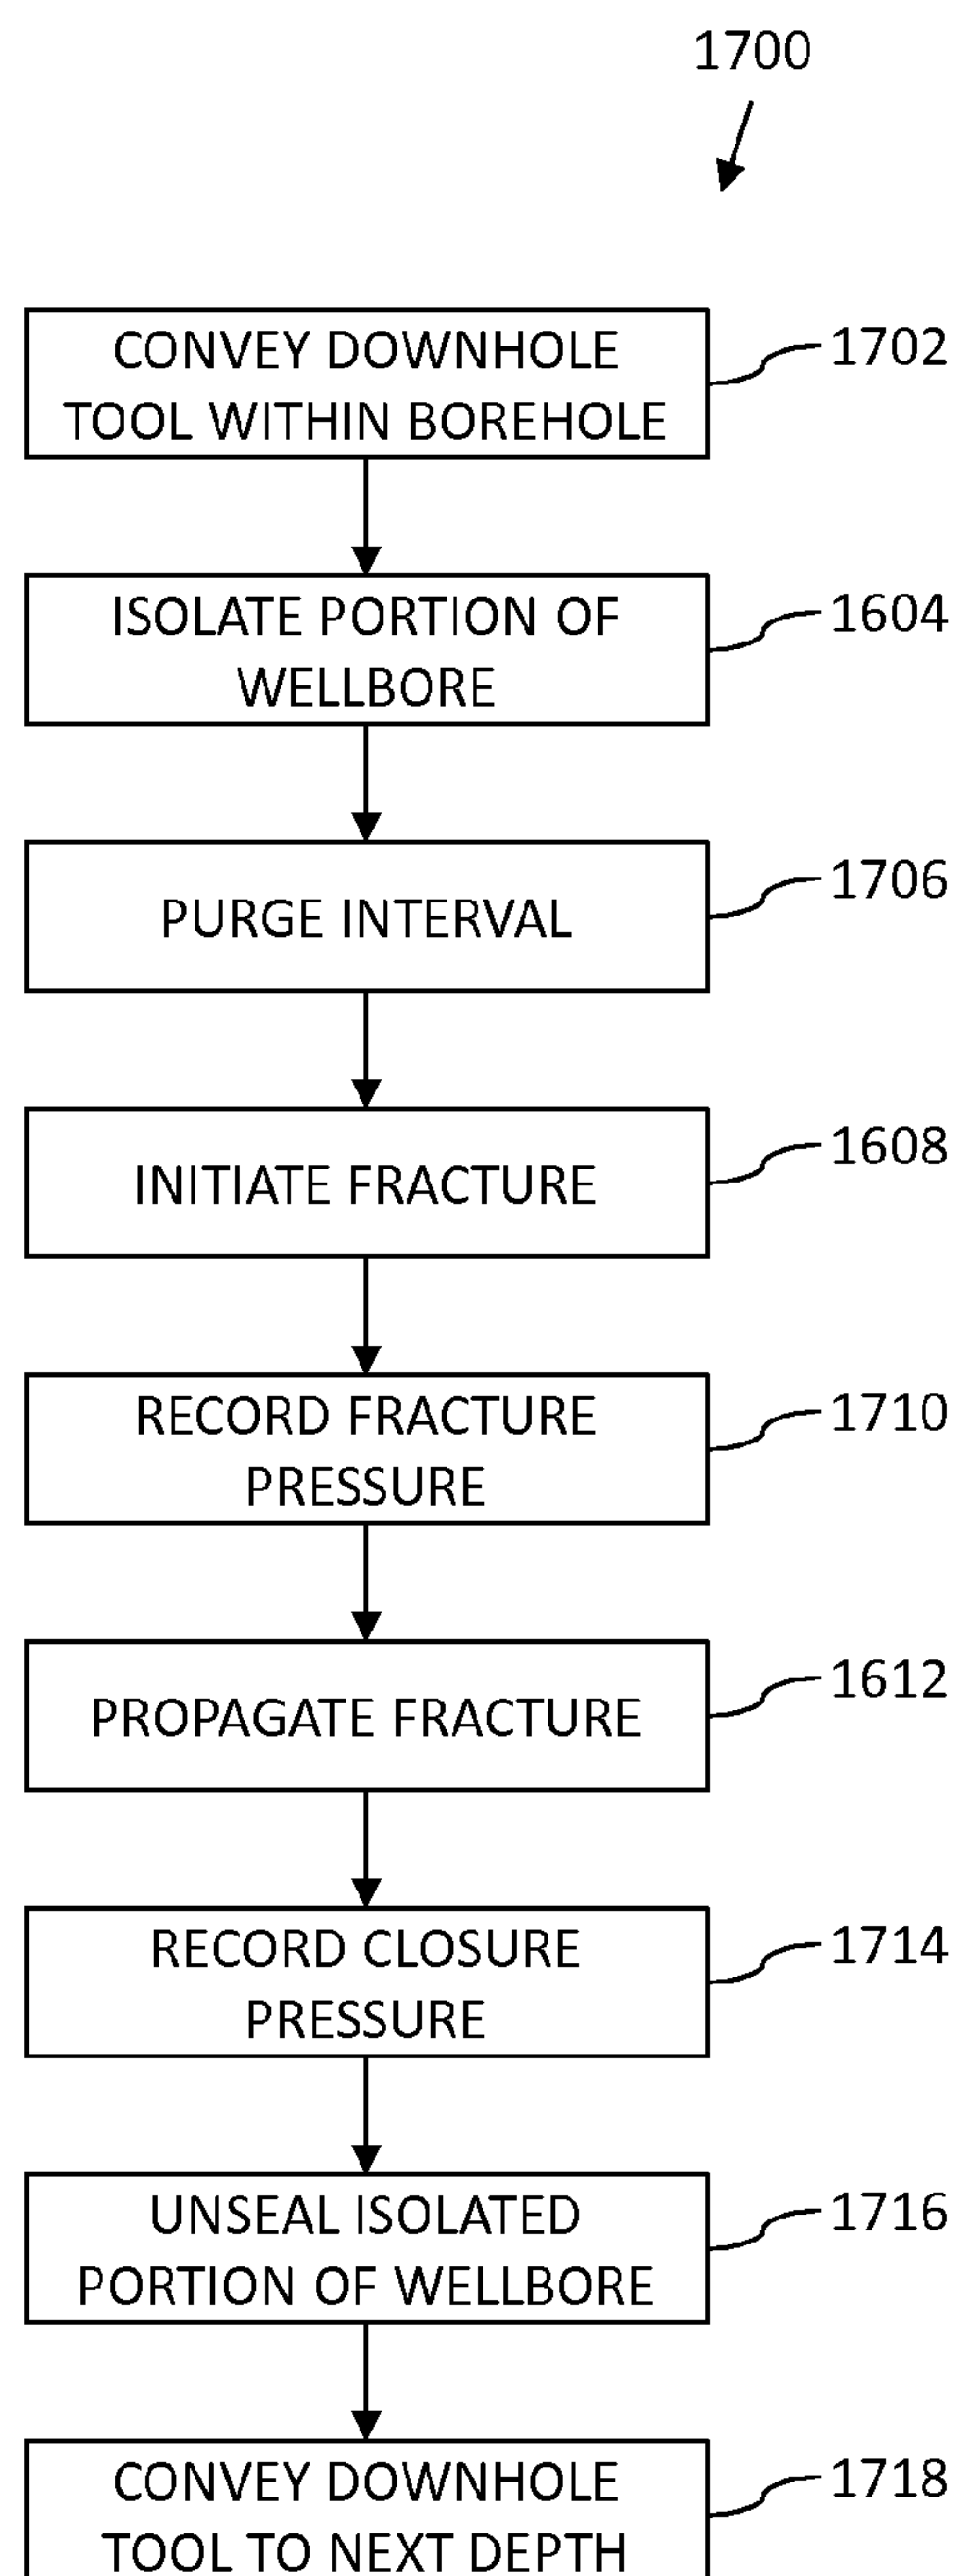 1700
CONVEY DOWNHOLE
TOOL WITHIN BOREHOLE
1702
ISOLATE PORTION OF
WELLBORE
1604
PURGE INTERVAL
1706
INITIATE FRACTURE
1608
RECORD FRACTURE
PRESSURE
1710
PROPAGATE FRACTURE
1612
RECORD CLOSURE
PRESSURE
1714
UNSEAL ISOLATED
PORTION OF WELLBORE
1716
CONVEY DOWNHOLE
TOOL TO NEXT DEPTH
1718